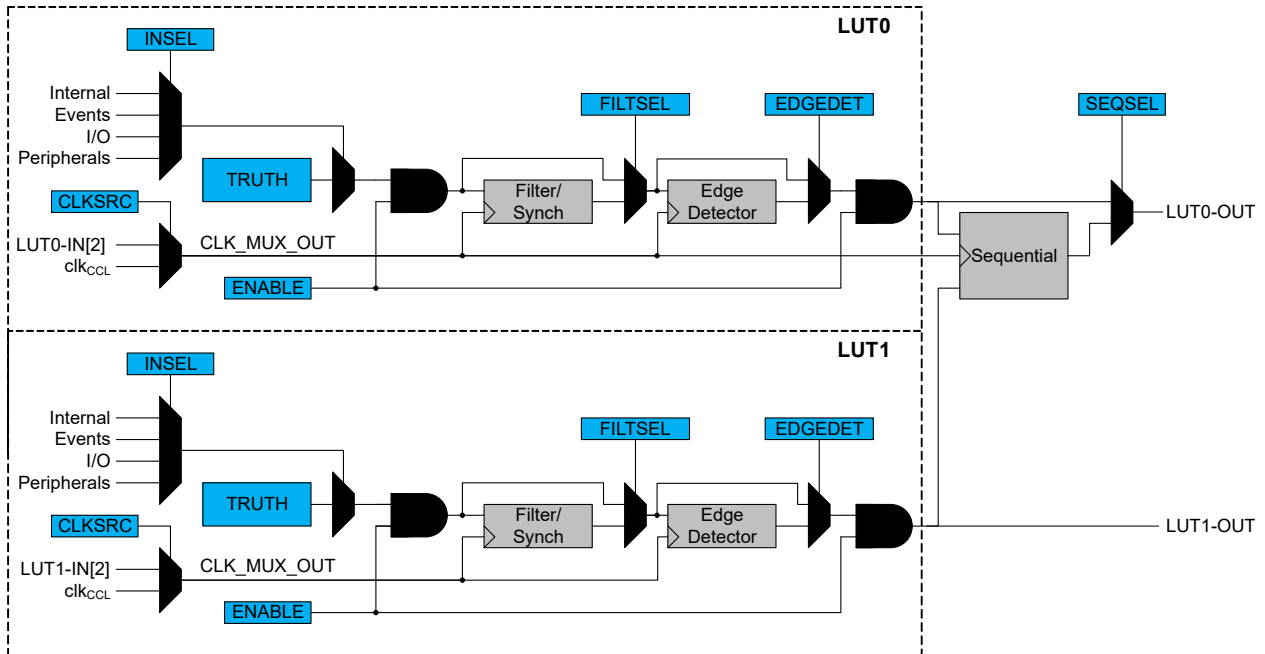 LUT0
INSEL
Internal
Events
I/O
Peripherals
FILTSEL
EDGEDET
SEQSEL
TRUTH
Filter/
Synch
Edge
Detector
CLKSRC
LUT0-IN[2]
clkCCL
CLK_MUX_OUT
ENABLE
Sequential
LUT0-OUT
LUT1
INSEL
Internal
Events
I/O
Peripherals
FILTSEL
EDGEDET
TRUTH
Filter/
Synch
Edge
Detector
CLKSRC
LUT1-IN[2]
clkCCL
CLK_MUX_OUT
ENABLE
LUT1-OUT